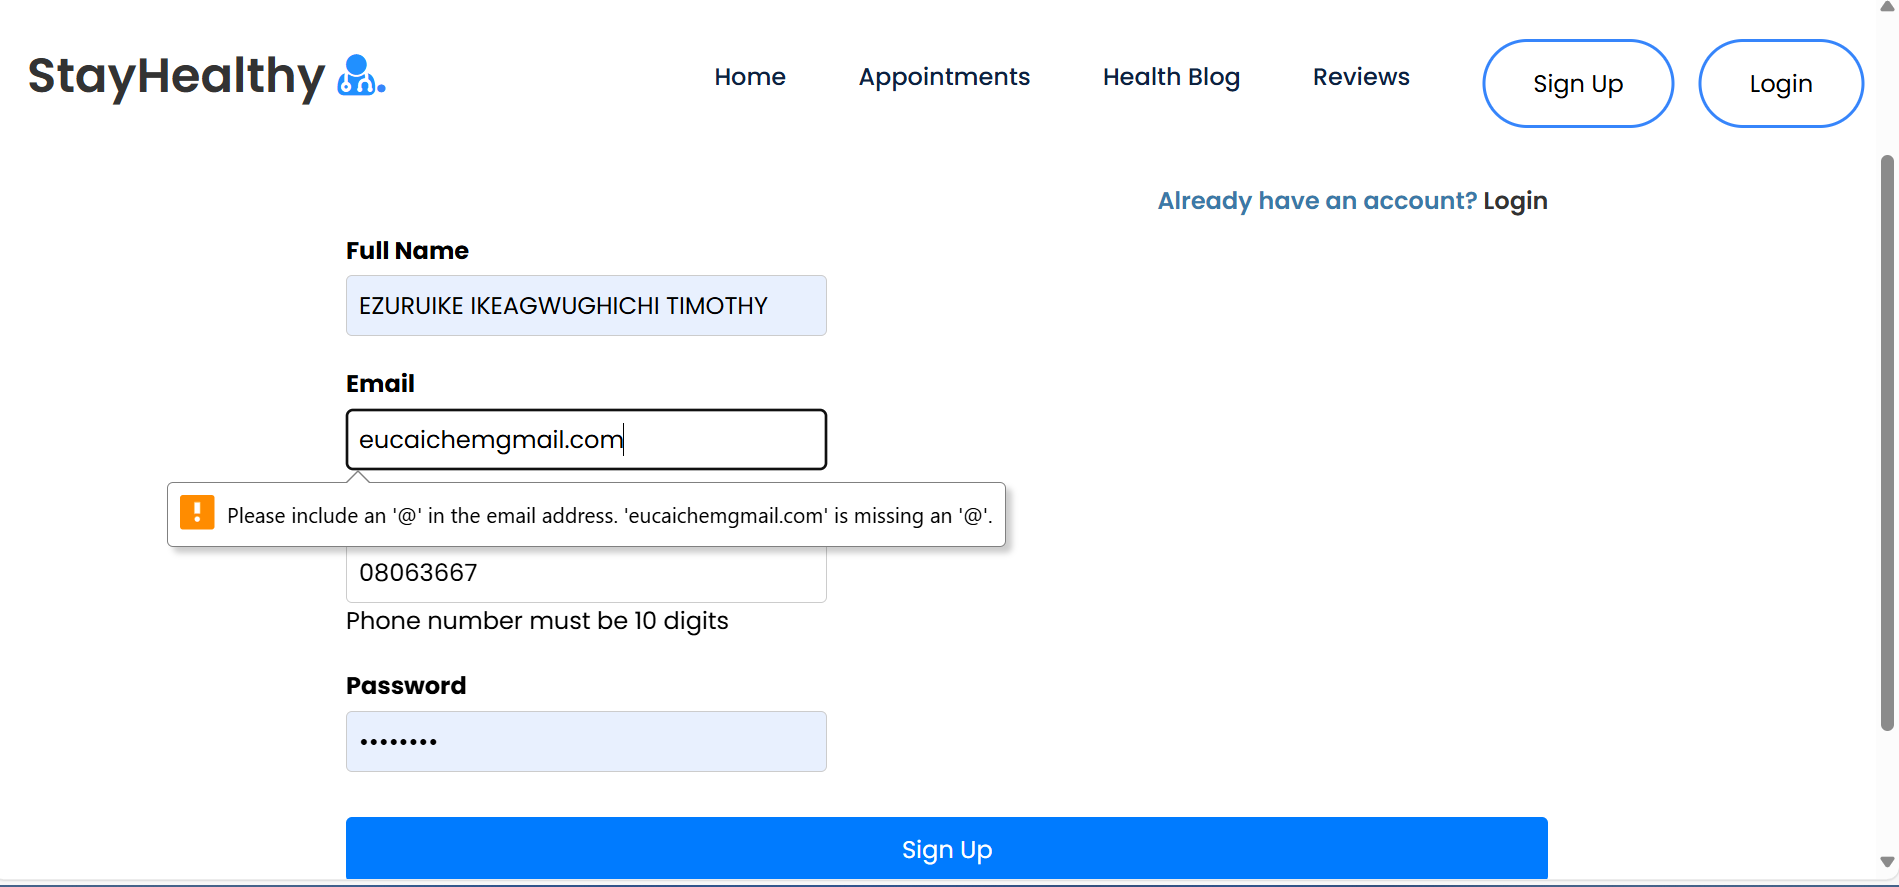 StayHealthy
Home Appointments Health Blog Reviews Sign Up Login
Already have an account? Login
Full Name
EZURUIKE IKEAGWUGHICHI TIMOTHY
Email
eucaichemgmail.com
Please include an '@' in the email address. 'eucaichemgmail.com' is missing an '@'.
08063667
Phone number must be 10 digits
Password
••••••••
Sign Up